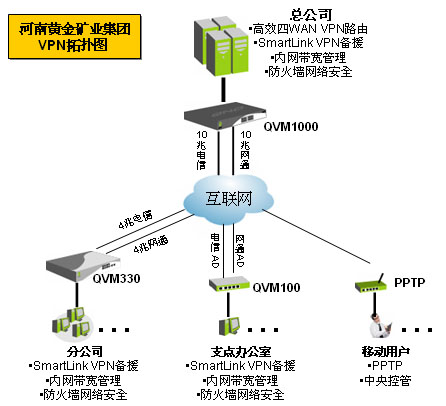 河南黄金矿业集团
VPN拓扑图
总公司
▪高效四WAN VPN路由
▪SmartLink VPN备援
▪内网带宽管理
▪防火墙网络安全
QVM1000
10兆电信
10兆网通
互联网
4兆电信
4兆网通
电信AD
网通AD
QVM330
QVM100
PPTP
分公司
▪SmartLink VPN备援
▪内网带宽管理
▪防火墙网络安全
支点办公室
▪SmartLink VPN备援
▪内网带宽管理
▪防火墙网络安全
移动用户
▪PPTP
▪中央控管